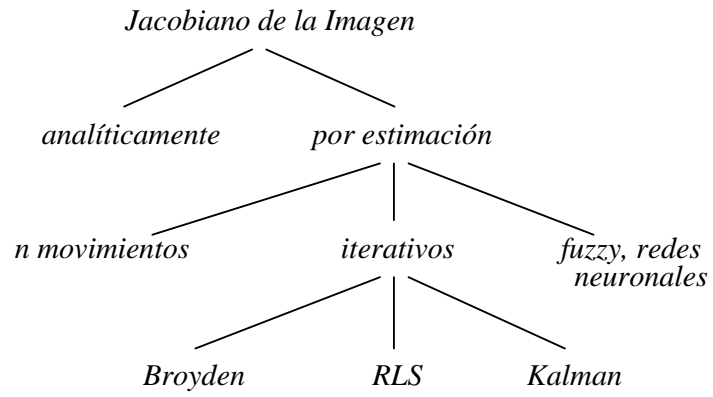 Jacobiano de la Imagen
analíticamente
por estimación
n movimientos
iterativos
fuzzy, redes
neuronales
Broyden
RLS
Kalman